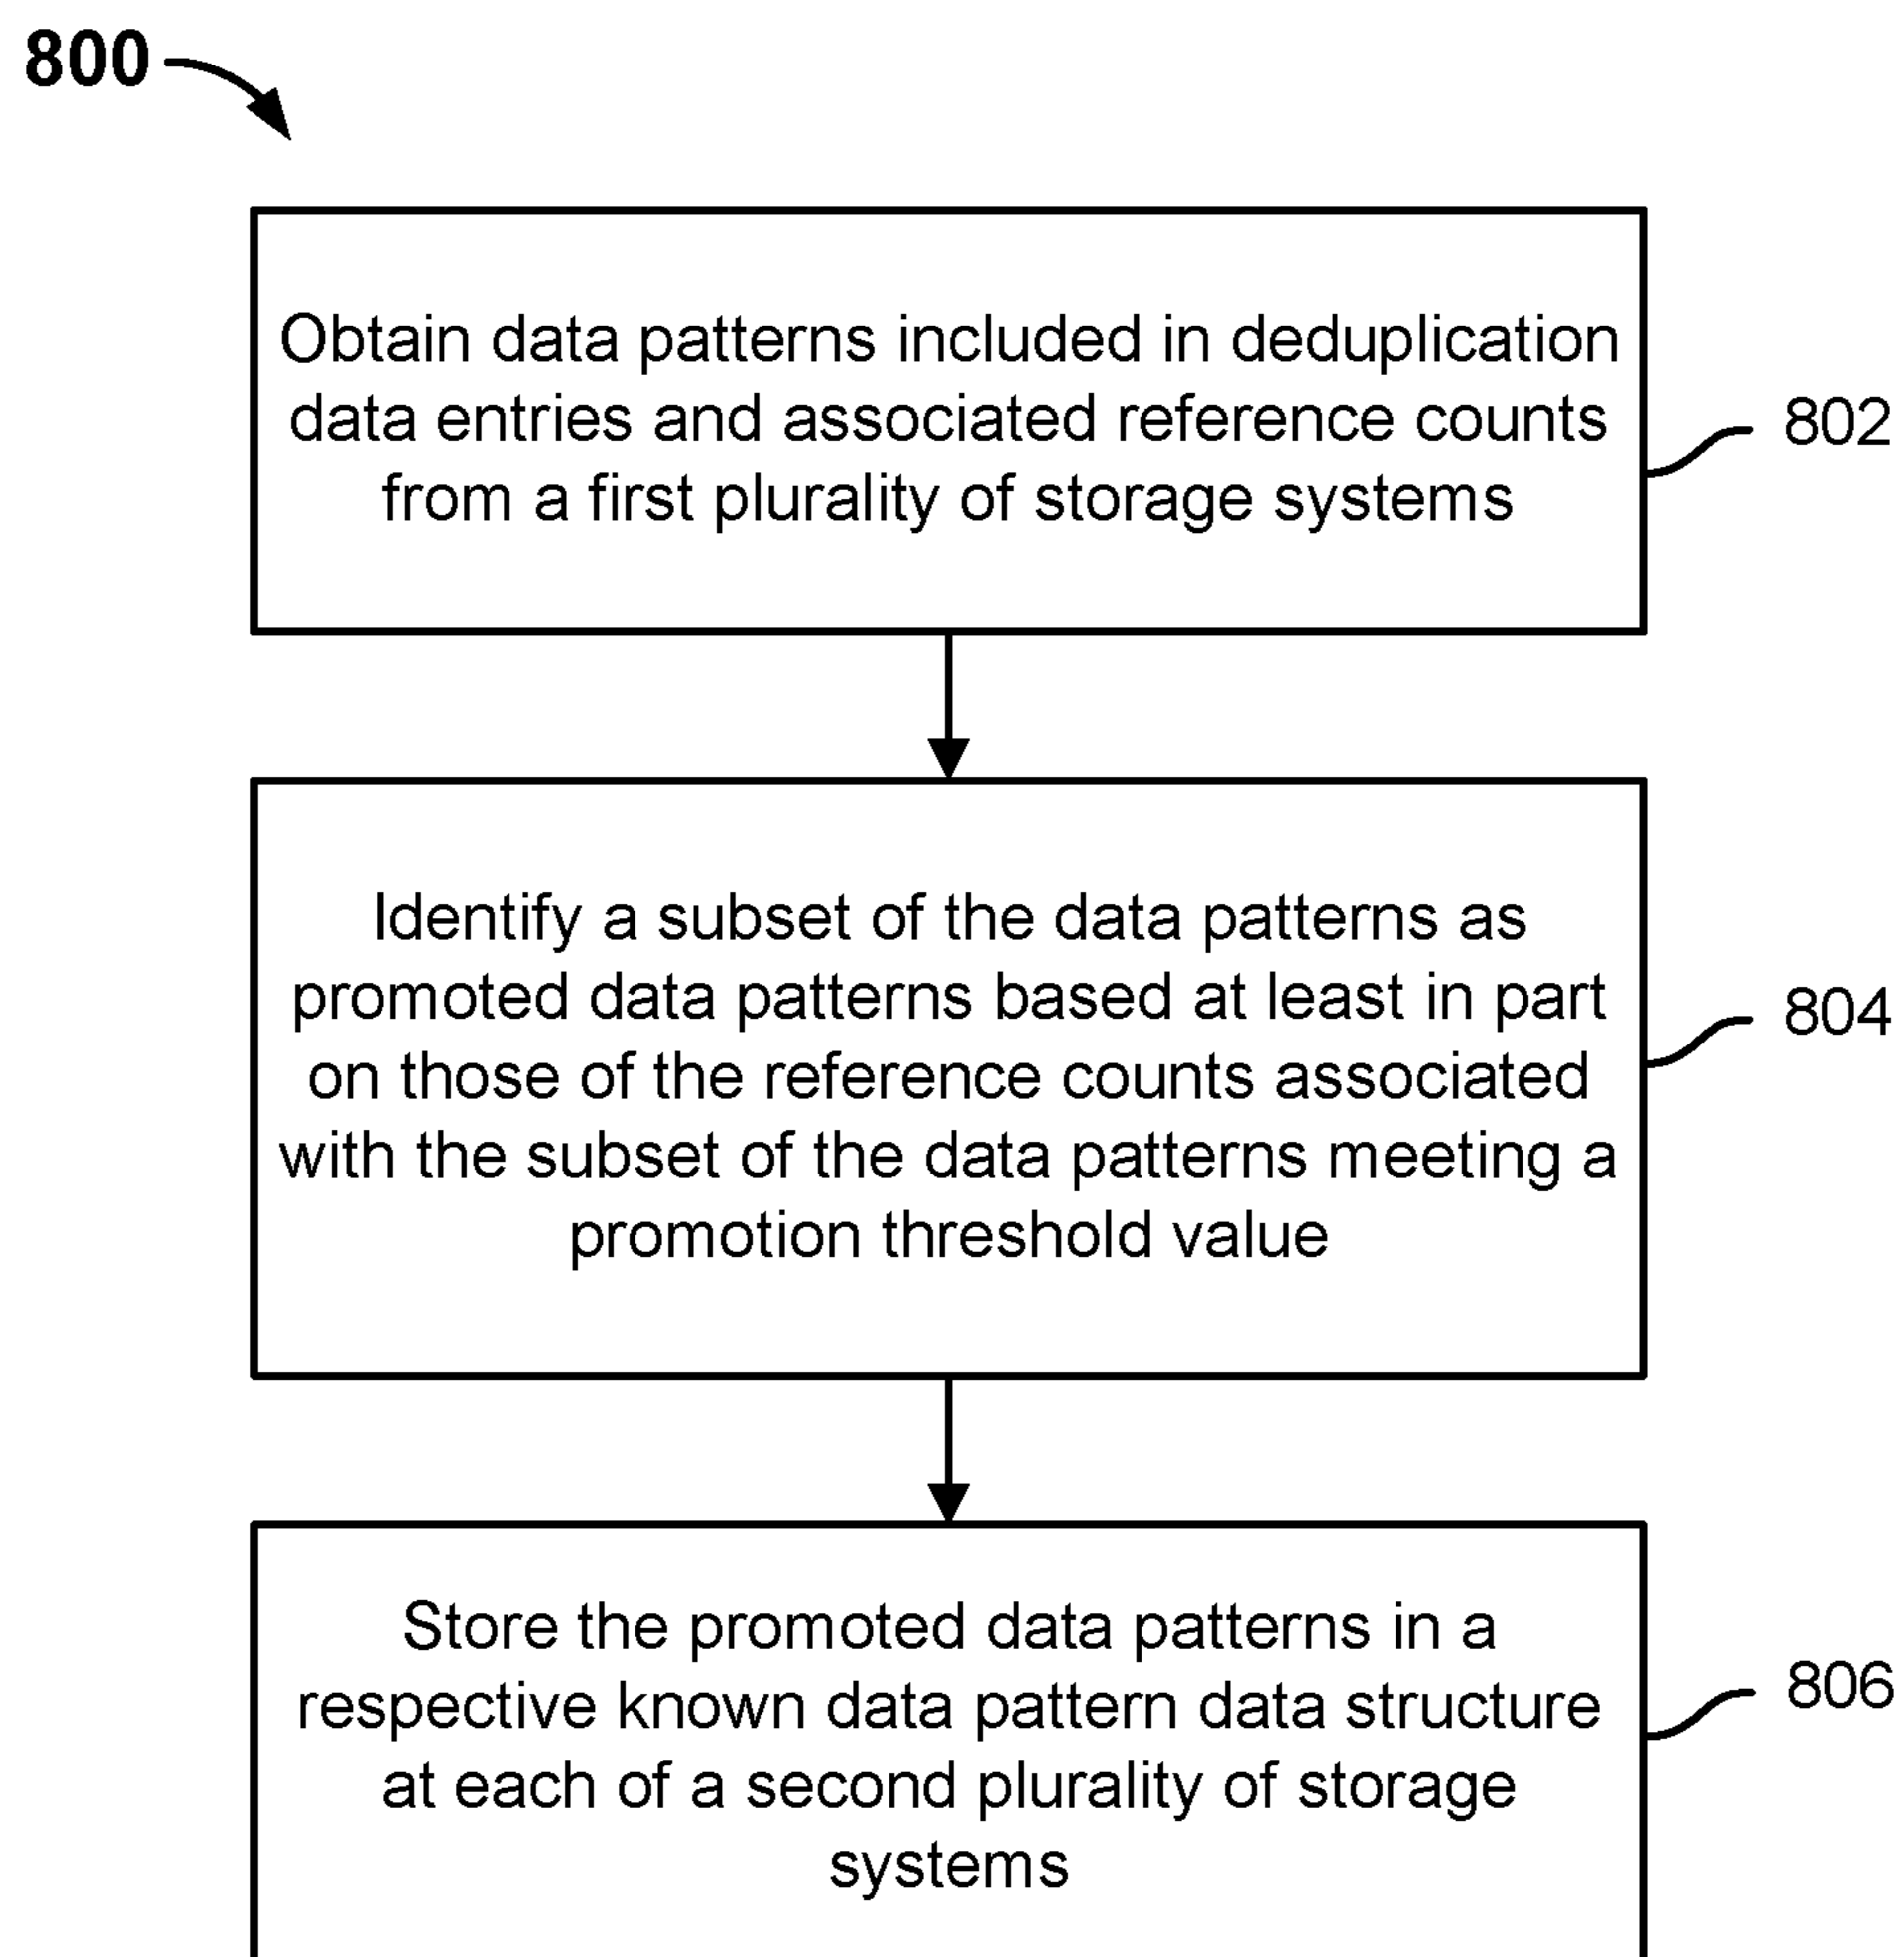 800
Obtain data patterns included in deduplication
data entries and associated reference counts
from a first plurality of storage systems
802
Identify a subset of the data patterns as
promoted data patterns based at least in part
on those of the reference counts associated
with the subset of the data patterns meeting a
promotion threshold value
804
Store the promoted data patterns in a
respective known data pattern data structure
at each of a second plurality of storage
systems
806